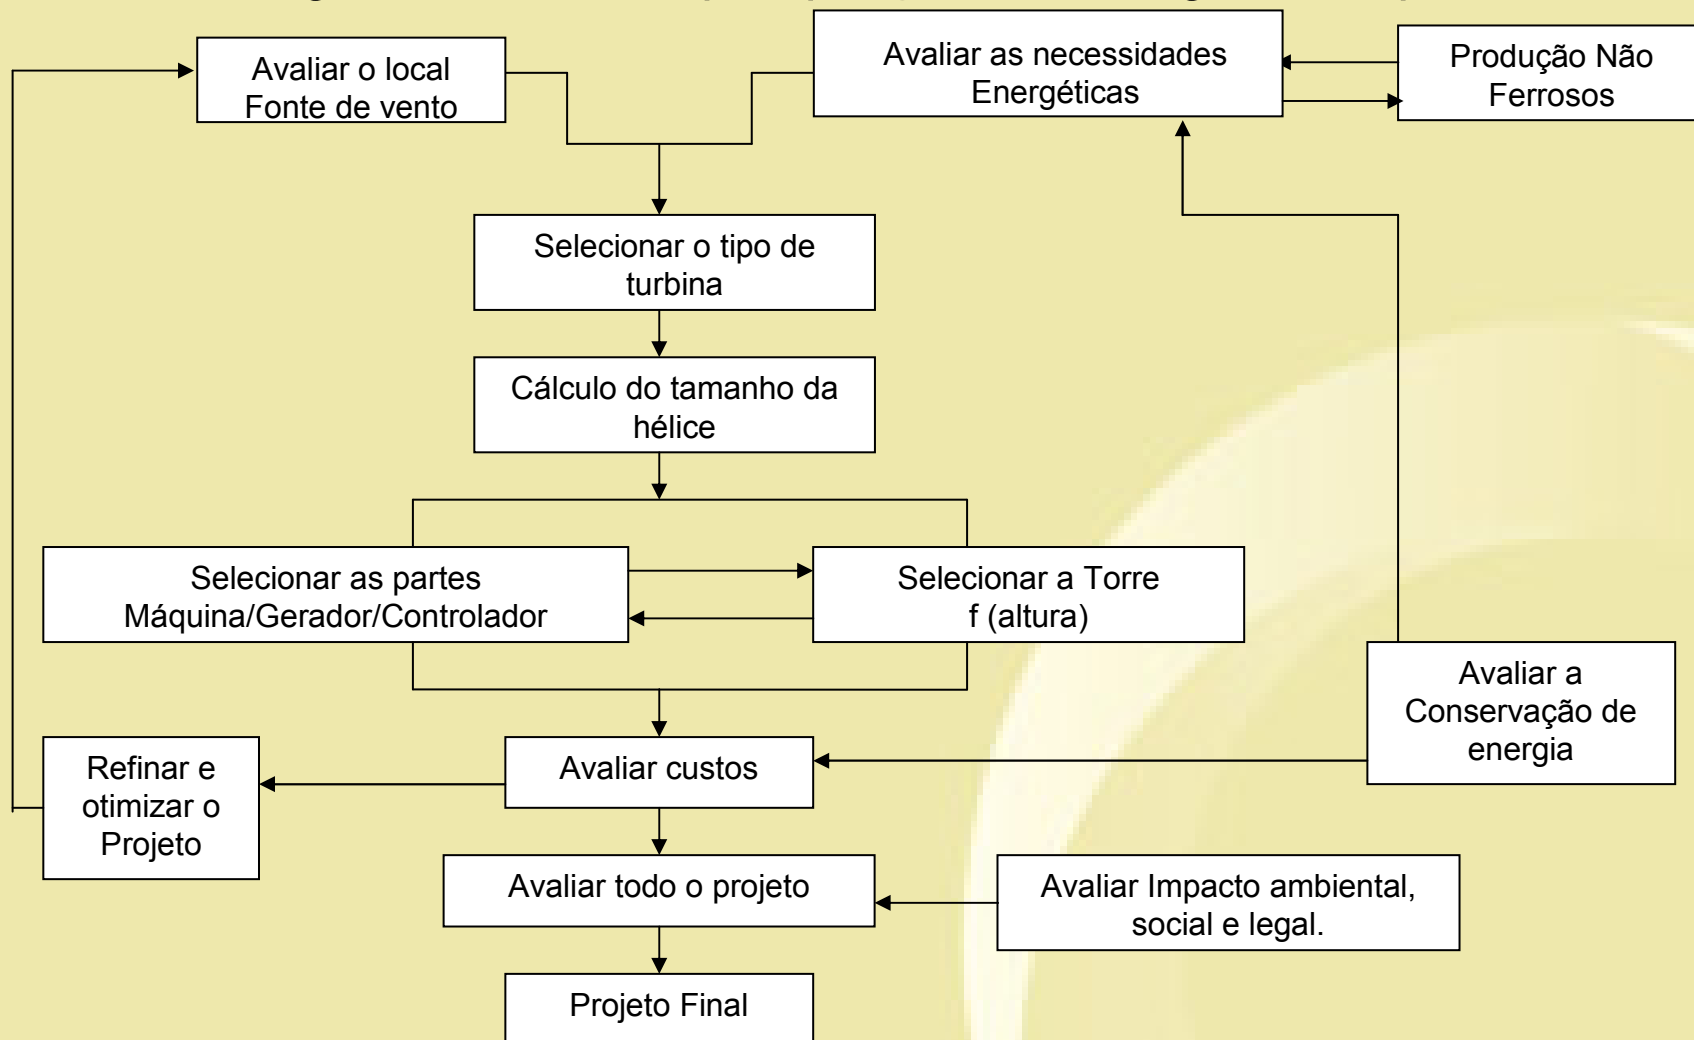 Avaliar o local
Fonte de vento
Avaliar as necessidades
Energéticas
Produção Não
Ferrosos
Selecionar o tipo de
turbina
Cálculo do tamanho da
hélice
Selecionar as partes
Máquina/Gerador/Controlador
Selecionar a Torre
f (altura)
Avaliar a
Conservação de
energia
Refinar e
otimizar o
Projeto
Avaliar custos
Avaliar todo o projeto
Avaliar Impacto ambiental,
social e legal.
Projeto Final